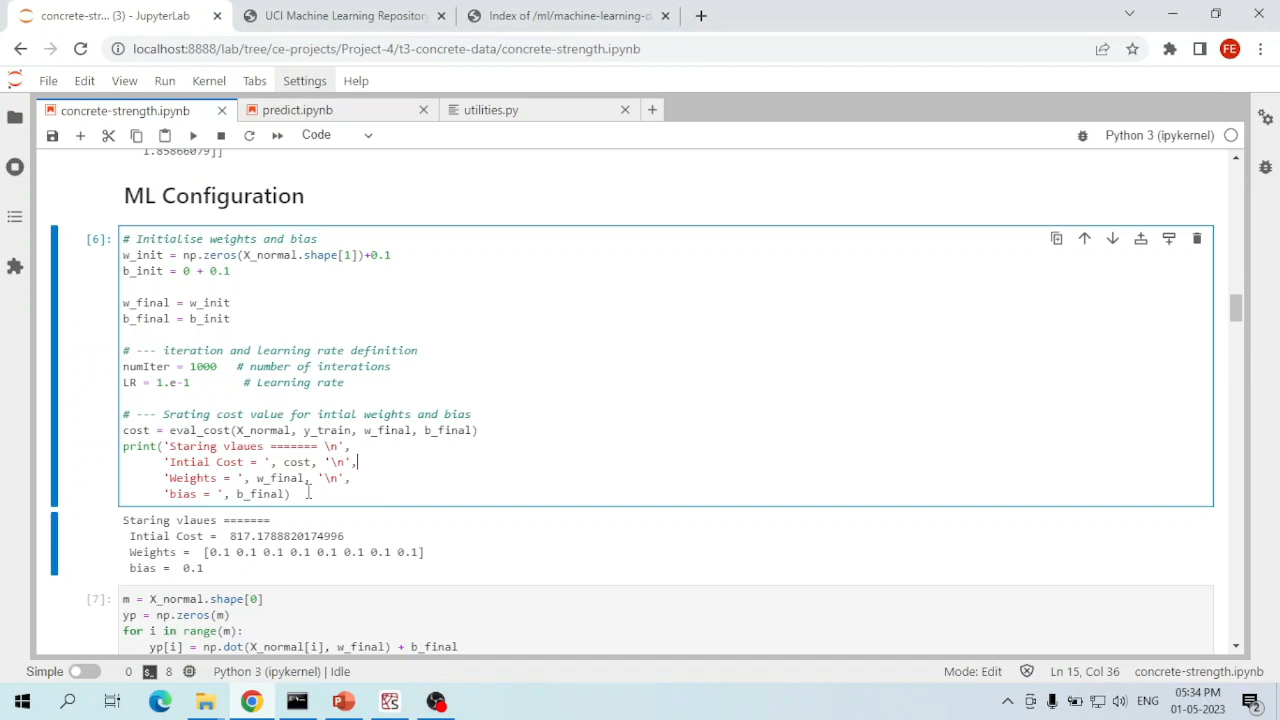 concrete-str... (3) - JupyterLab
UCI Machine Learning Repository
Index of /ml/machine-learning-d
localhost:8888/lab/tree/ce-projects/Project-4/t3-concrete-data/concrete-strength.ipynb
FE
File Edit View Run Kernel Tabs Settings Help
concrete-strength.ipynb
predict.ipynb
utilities.py
Code
Python 3 (ipykernel)
1.85866079]]
ML Configuration
[6]:
# Initialise weights and bias
w_init = np.zeros(X_normal.shape[1])+0.1
b_init = 0 + 0.1
w_final = w_init
b_final = b_init
# --- iteration and learning rate definition
numIter = 1000   # number of interations
LR = 1.e-1       # Learning rate
# --- Srating cost value for intial weights and bias
cost = eval_cost(X_normal, y_train, w_final, b_final)
print('Staring vlaues ======= \n',
'Intial Cost = ', cost, '\n',
'Weights = ', w_final, '\n',
'bias = ', b_final)
Staring vlaues =======
Intial Cost =  817.1788820174996
Weights =  [0.1 0.1 0.1 0.1 0.1 0.1 0.1 0.1]
bias =  0.1
[7]:
m = X_normal.shape[0]
yp = np.zeros(m)
for i in range(m):
yp[i] = np.dot(X_normal[i], w_final) + b_final
Simple 0 8 Python 3 (ipykernel) | Idle Mode: Edit Ln 15, Col 36 concrete-strength.ipynb
ENG
05:34 PM
01-05-2023
2